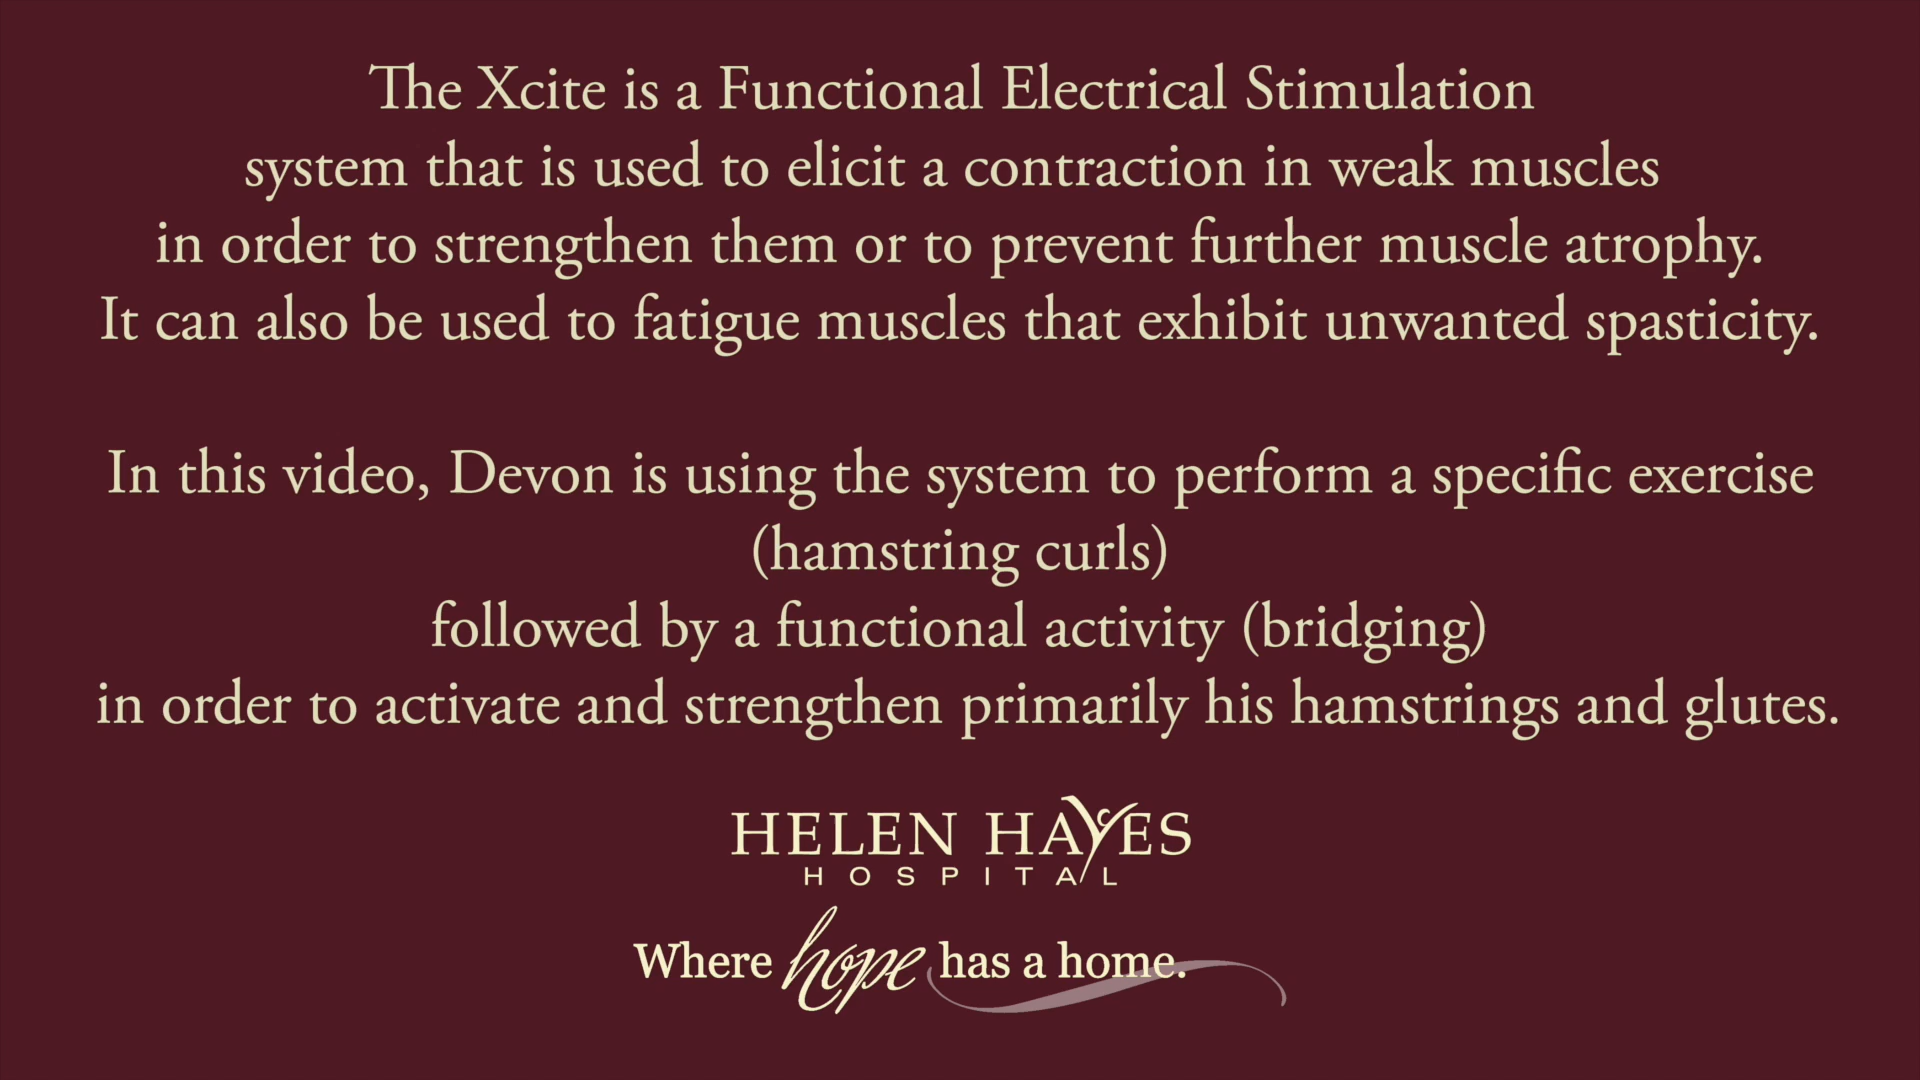 The Xcite is a Functional Electrical Stimulation
system that is used to elicit a contraction in weak muscles
in order to strengthen them or to prevent further muscle atrophy.
It can also be used to fatigue muscles that exhibit unwanted spasticity.
In this video, Devon is using the system to perform a specific exercise
(hamstring curls)
followed by a functional activity (bridging)
in order to activate and strengthen primarily his hamstrings and glutes.
HELEN HAYES
HOSPITAL
Where hope has a home.